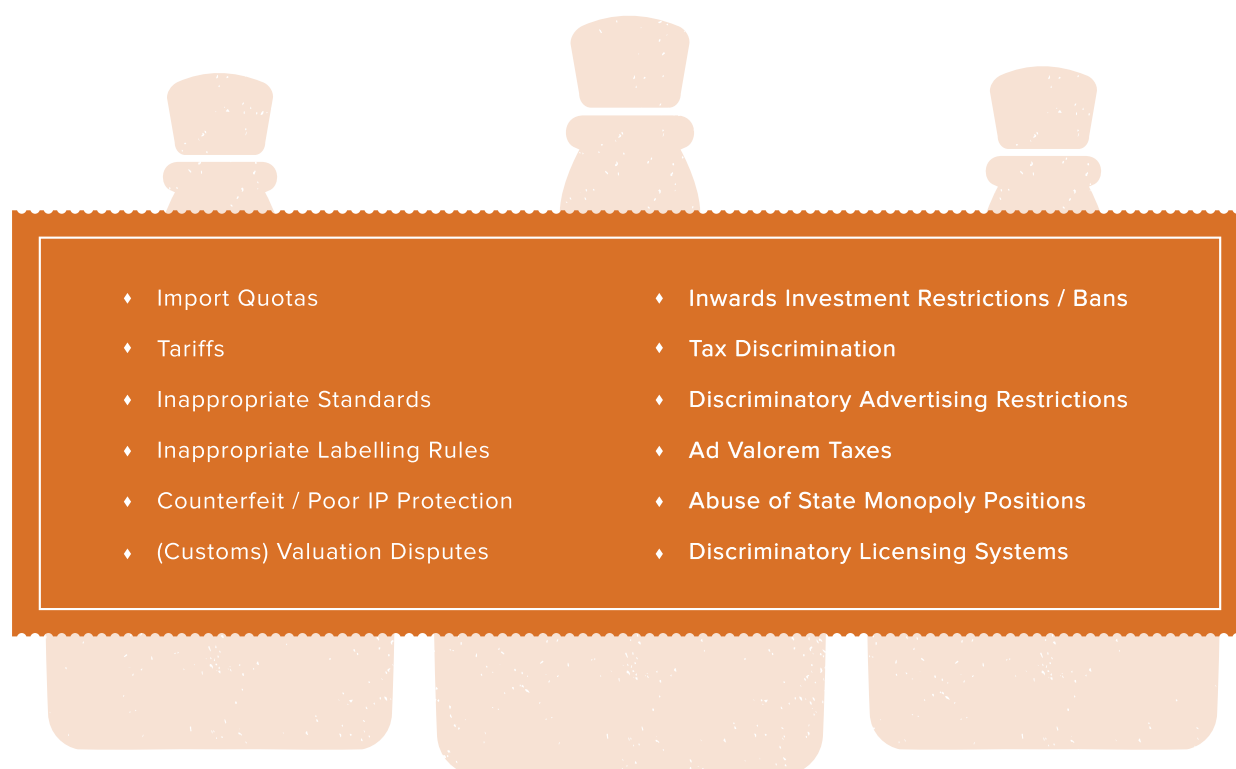 Import Quotas
Tariffs
Inappropriate Standards
Inappropriate Labelling Rules
Counterfeit / Poor IP Protection
(Customs) Valuation Disputes
Inwards Investment Restrictions / Bans
Tax Discrimination
Discriminatory Advertising Restrictions
Ad Valorem Taxes
Abuse of State Monopoly Positions
Discriminatory Licensing Systems